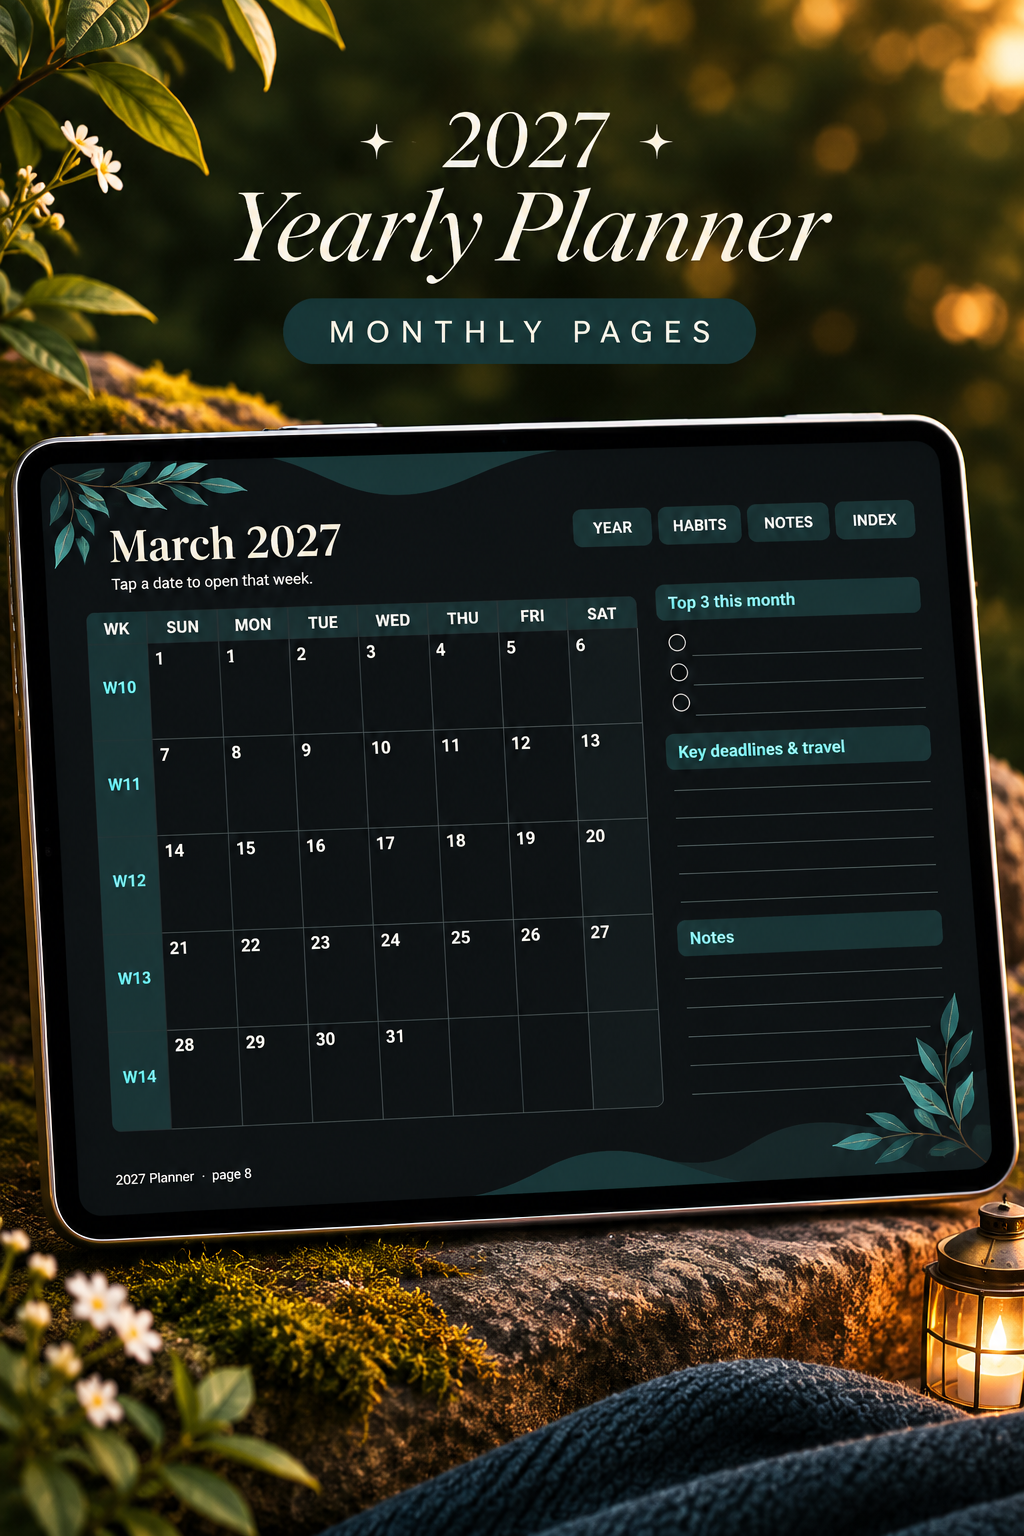 2027
Yearly Planner
MONTHLY PAGES
March 2027
Tap a date to open that week.
YEAR HABITS NOTES INDEX
WK SUN MON TUE WED THU FRI SAT
W10 1 1 2 3 4 5 6
W11 7 8 9 10 11 12 13
W12 14 15 16 17 18 19 20
W13 21 22 23 24 25 26 27
W14 28 29 30 31
Top 3 this month
Key deadlines & travel
Notes
2027 Planner · page 8